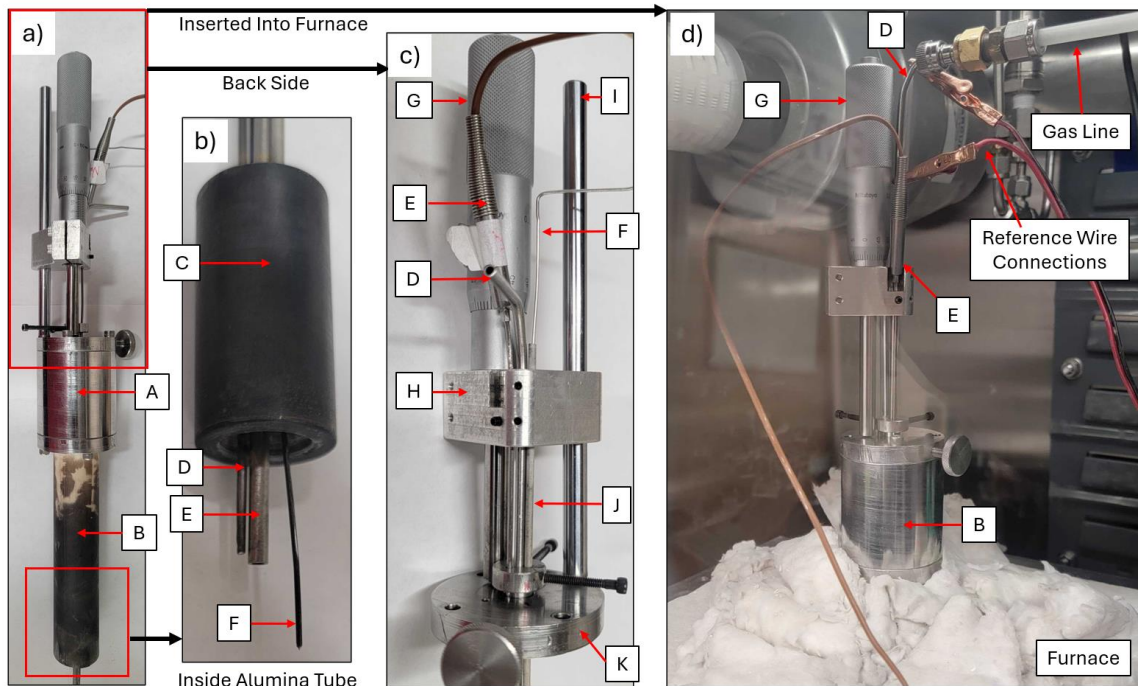 a)
Inserted Into Furnace
Back Side
b)
c)
d)
A
B
C
D
E
F
Inside Alumina Tube
G
E
D
F
H
I
J
K
D
G
Gas Line
Reference Wire
Connections
E
B
Furnace